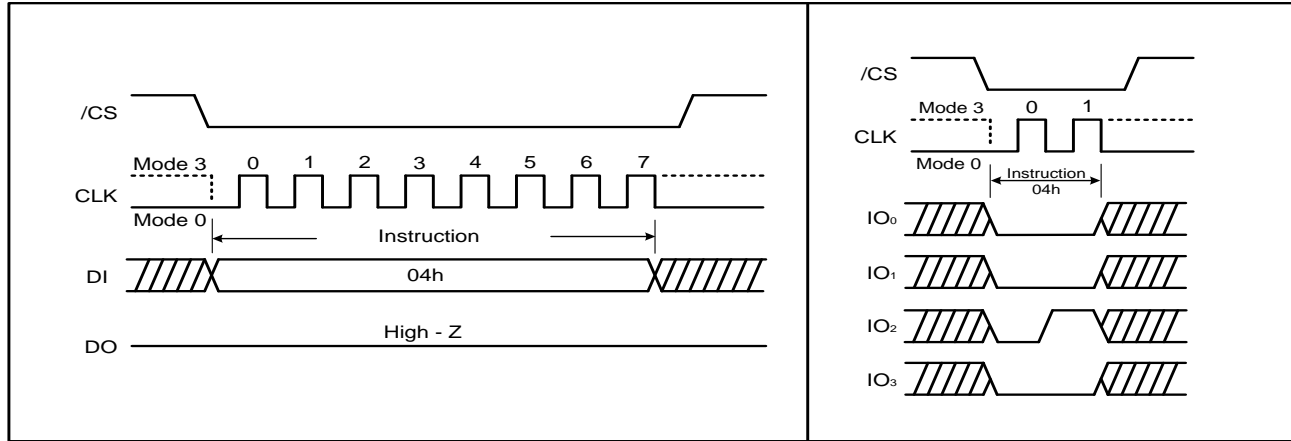 /CS
Mode 3 0 1 2 3 4 5 6 7
CLK
Mode 0
Instruction
DI 04h
High - Z
DO
/CS
Mode 3 0 1
CLK
Mode 0 Instruction
04h
IO₀
IO₁
IO₂
IO₃